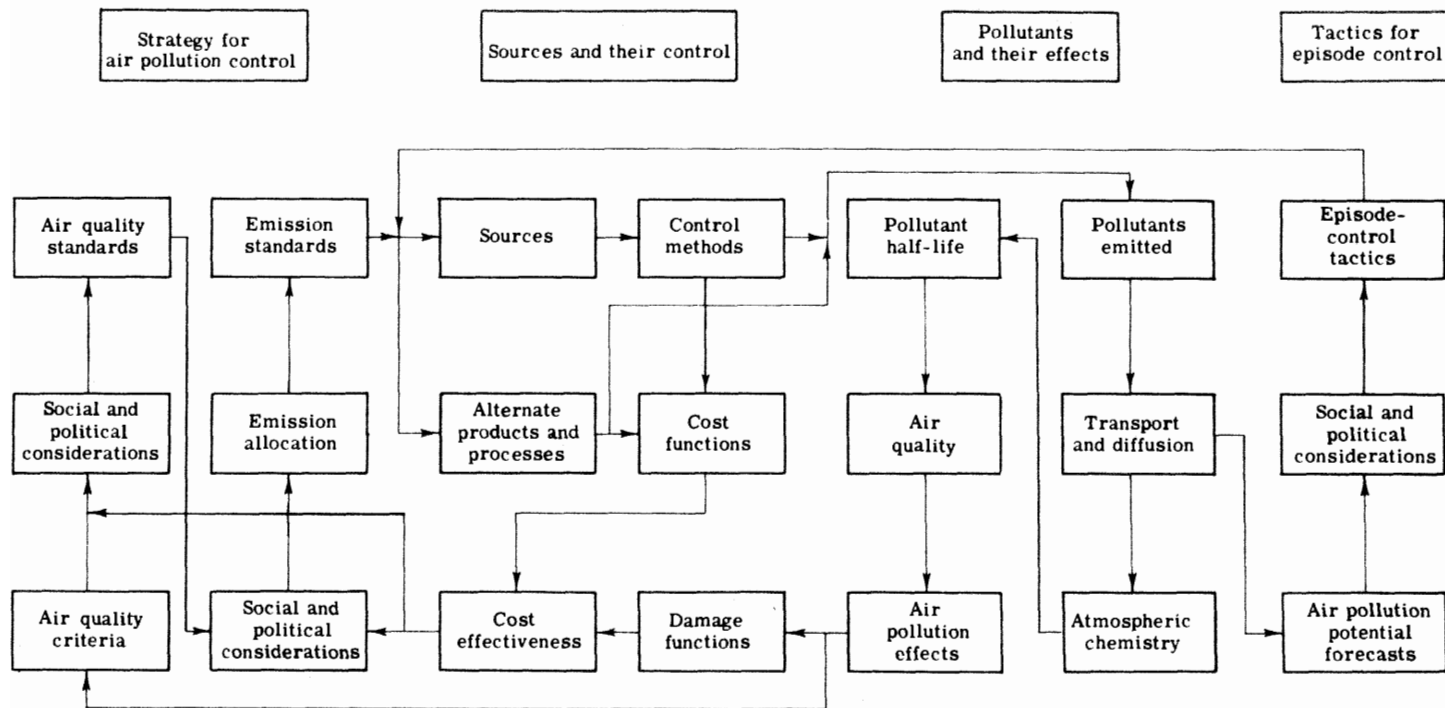 Strategy for
air pollution control
Sources and their control
Pollutants
and their effects
Tactics for
episode control
Air quality
standards
Emission
standards
Sources
Control
methods
Pollutant
half-life
Pollutants
emitted
Episode-
control
tactics
Social and
political
considerations
Emission
allocation
Alternate
products and
processes
Cost
functions
Air
quality
Transport
and diffusion
Social and
political
considerations
Air quality
criteria
Social and
political
considerations
Cost
effectiveness
Damage
functions
Air
pollution
effects
Atmospheric
chemistry
Air pollution
potential
forecasts